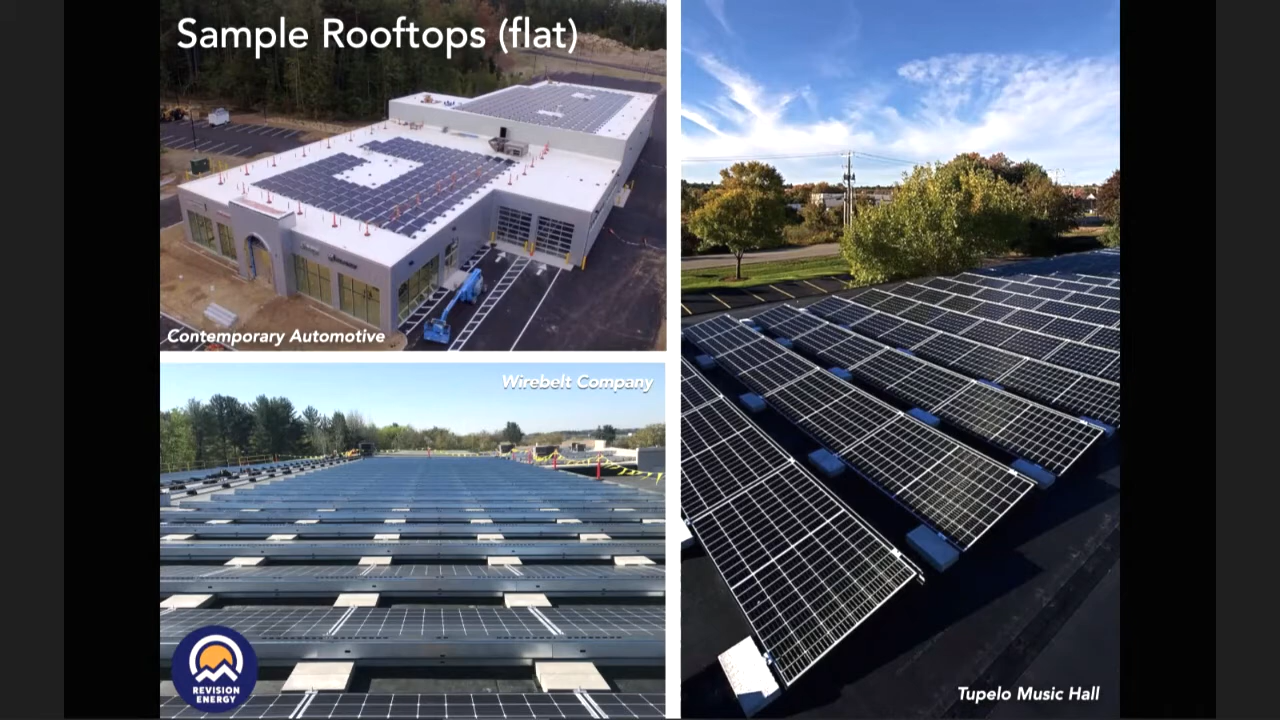 Sample Rooftops (flat)
Contemporary Automotive
Wirebelt Company
REVISION
ENERGY
Tupelo Music Hall